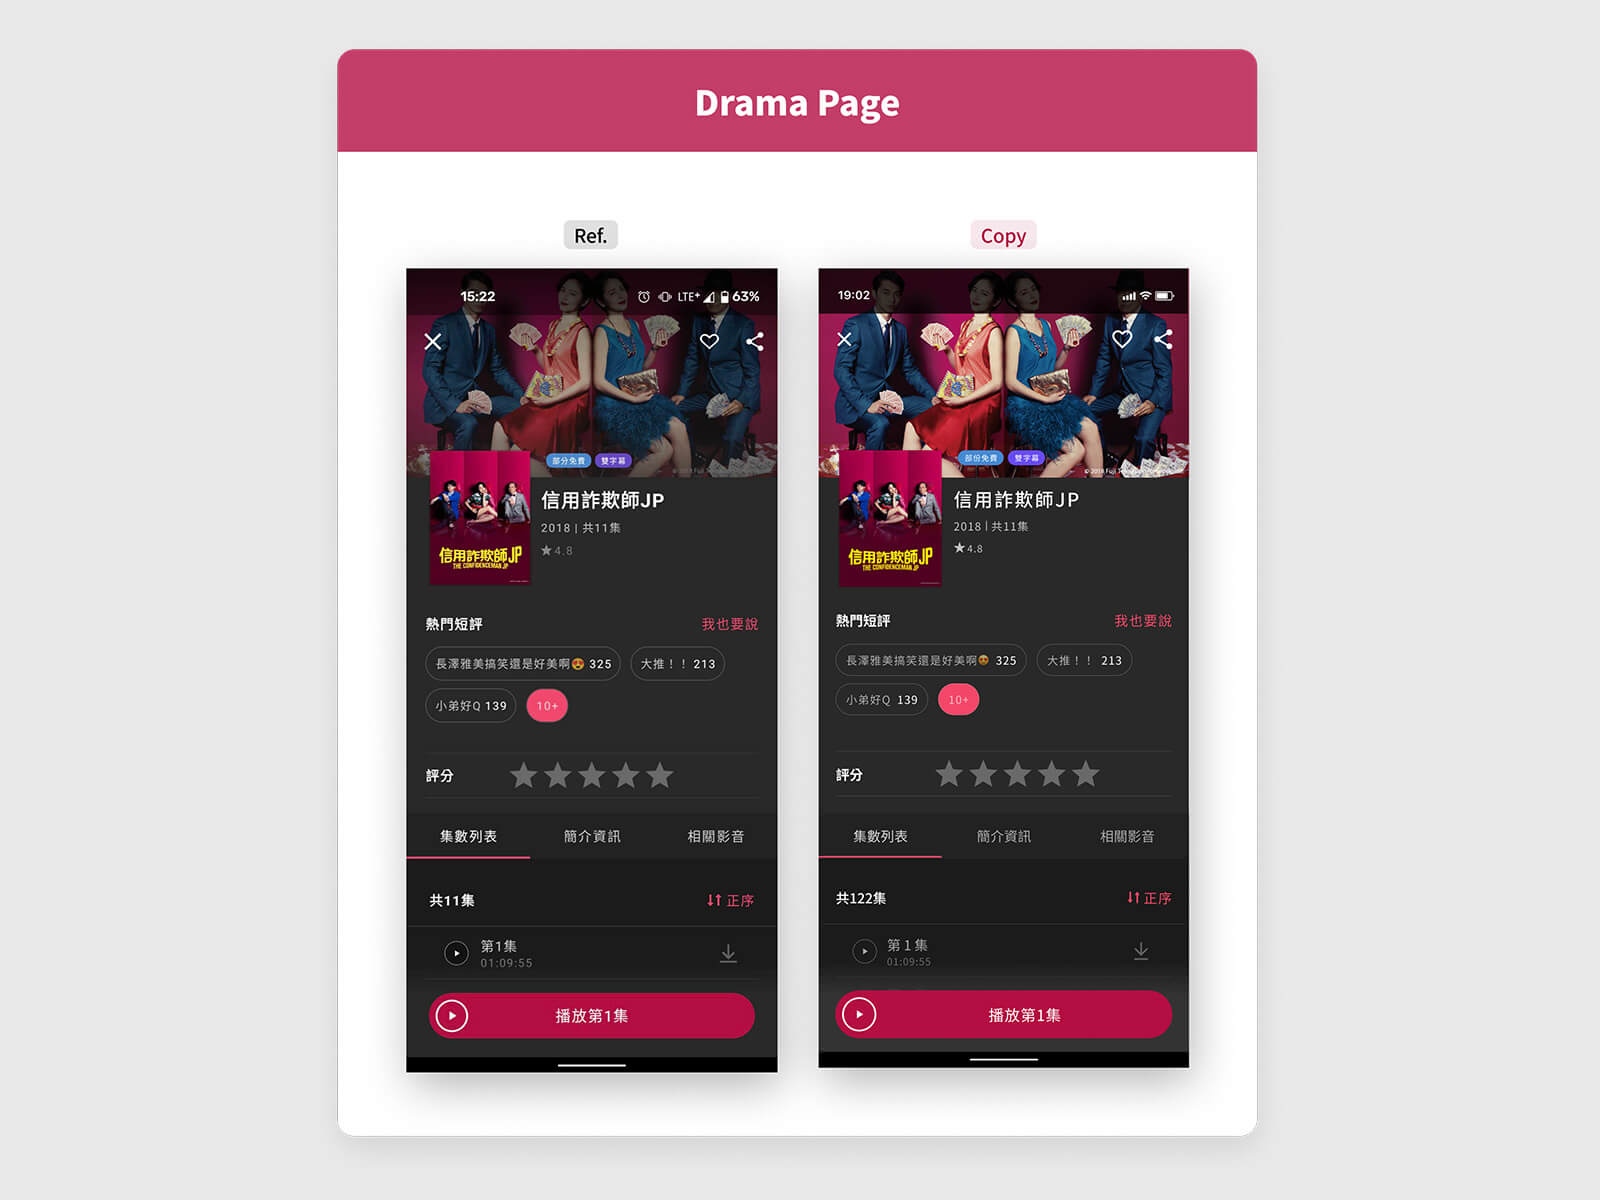 Drama Page
Ref.
15:22
LTE+
63%
部分免費
雙字幕
信用詐欺師JP
2018 | 共11集
★4.8
信用詐欺師JP
THE CONFIDENCEMAN JP
熱門短評
我也要說
長澤雅美搞笑還是好美啊😍 325
大推！！ 213
小弟好Q 139
10+
評分
集數列表
簡介資訊
相關影音
共11集
正序
第1集
01:09:55
播放第1集
Copy
19:02
部份免費
雙字幕
© 2018 Fuji
信用詐欺師JP
2018 | 共11集
★4.8
信用詐欺師JP
THE CONFIDENCEMAN JP
熱門短評
我也要說
長澤雅美搞笑還是好美啊😍 325
大推！！ 213
小弟好Q 139
10+
評分
集數列表
簡介資訊
相關影音
共122集
正序
第 1 集
01:09:55
播放第1集